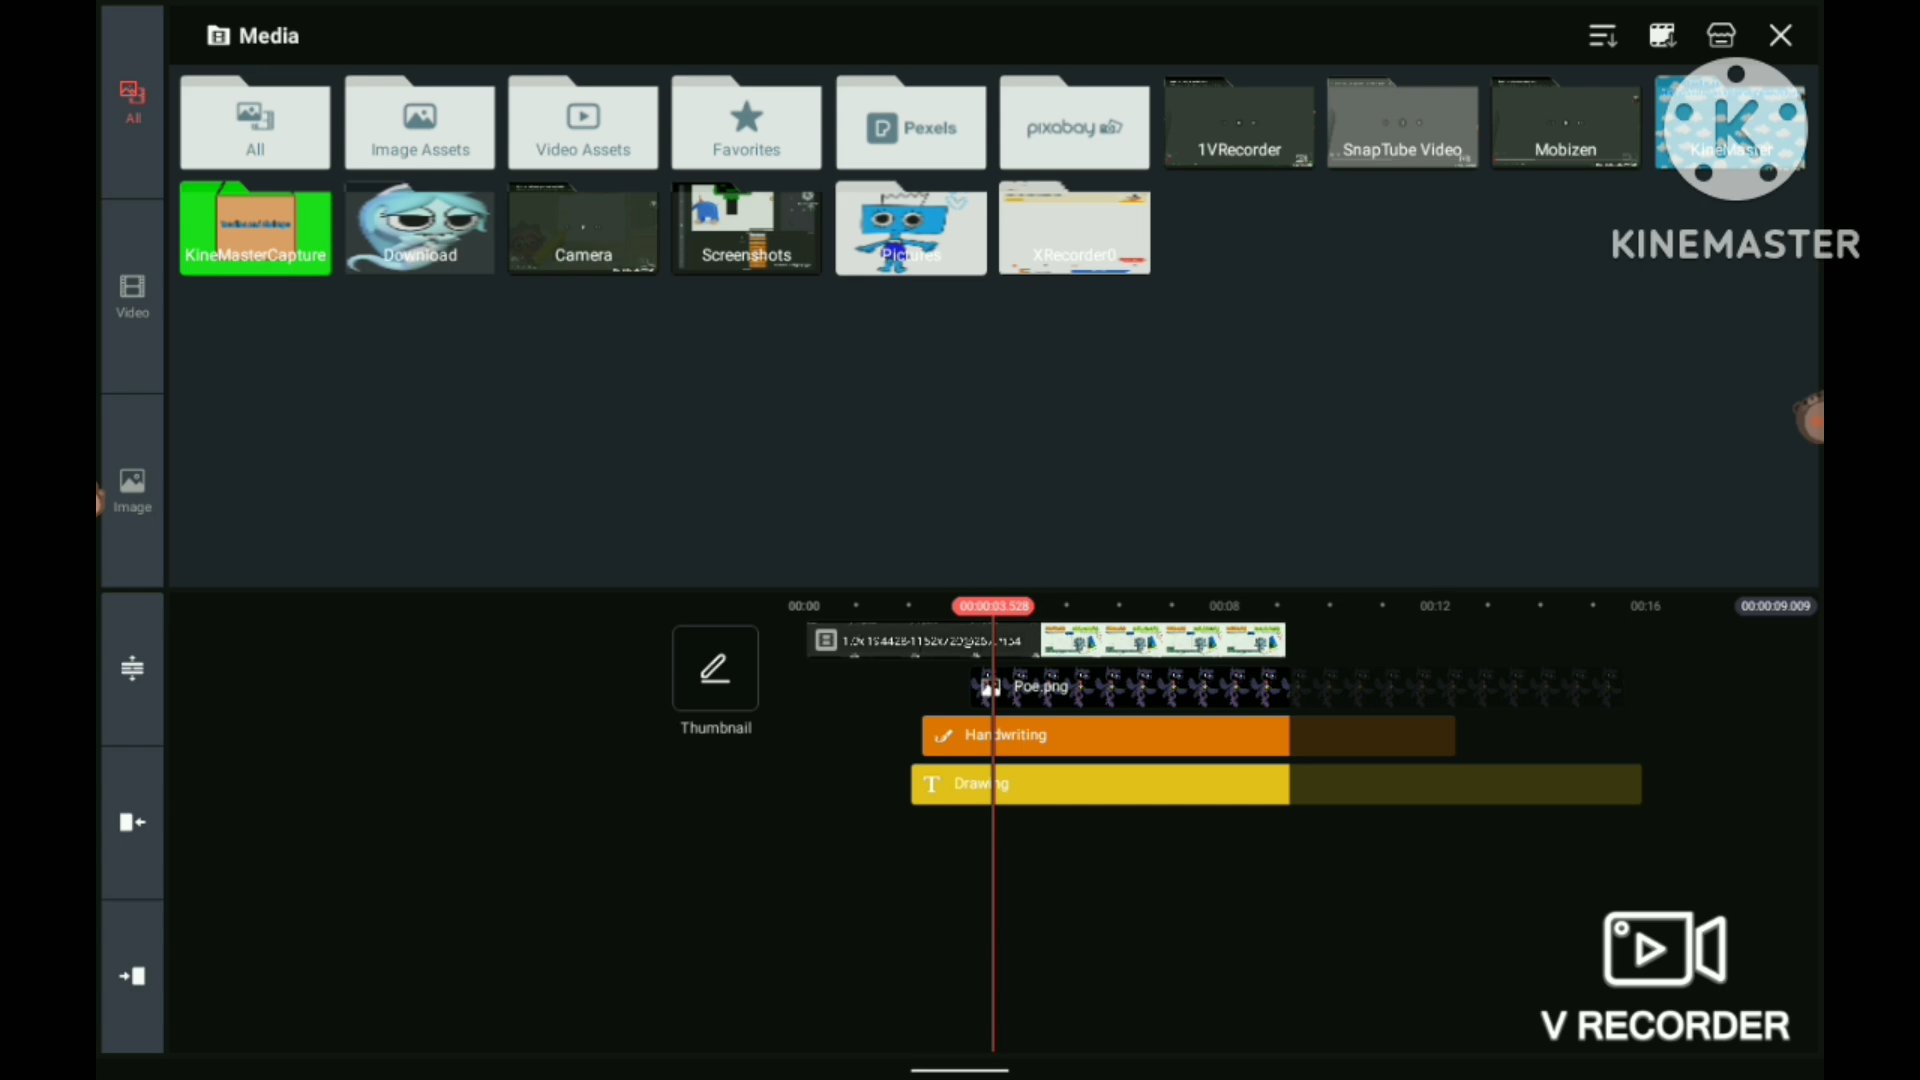 Media
All
All
Image Assets
Video Assets
Favorites
Pexels
pixabay
1VRecorder
SnapTube Video
Mobizen
KineMaster
K
KINEMASTER
KineMasterCapture
Download
Camera
Screenshots
Pictures
XRecorder0
Video
Image
00:00
00:00:03.528
00:08
00:12
00:16
00:00:09.009
1.0x
Poe.png
Thumbnail
Handwriting
T Drawing
V RECORDER